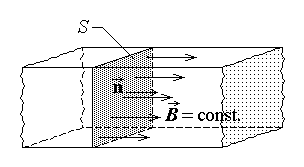 S
n⃗
B⃗ = const.